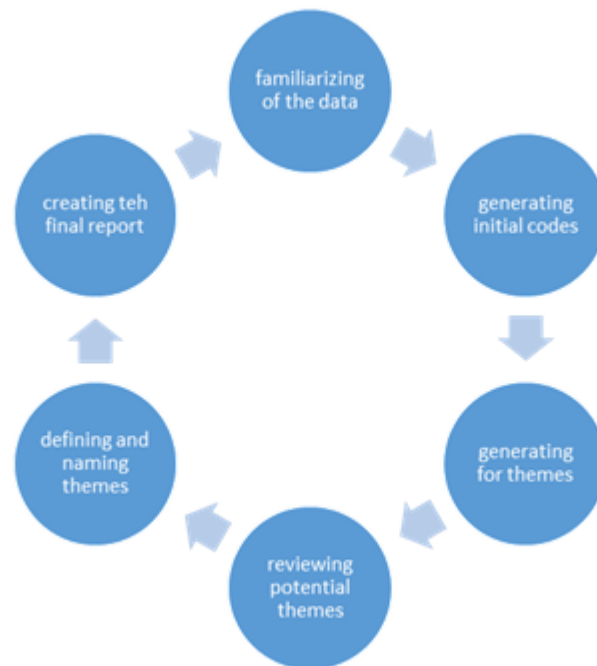 familiarizing
of the data
generating
initial codes
generating
for themes
reviewing
potential
themes
defining and
naming
themes
creating teh
final report